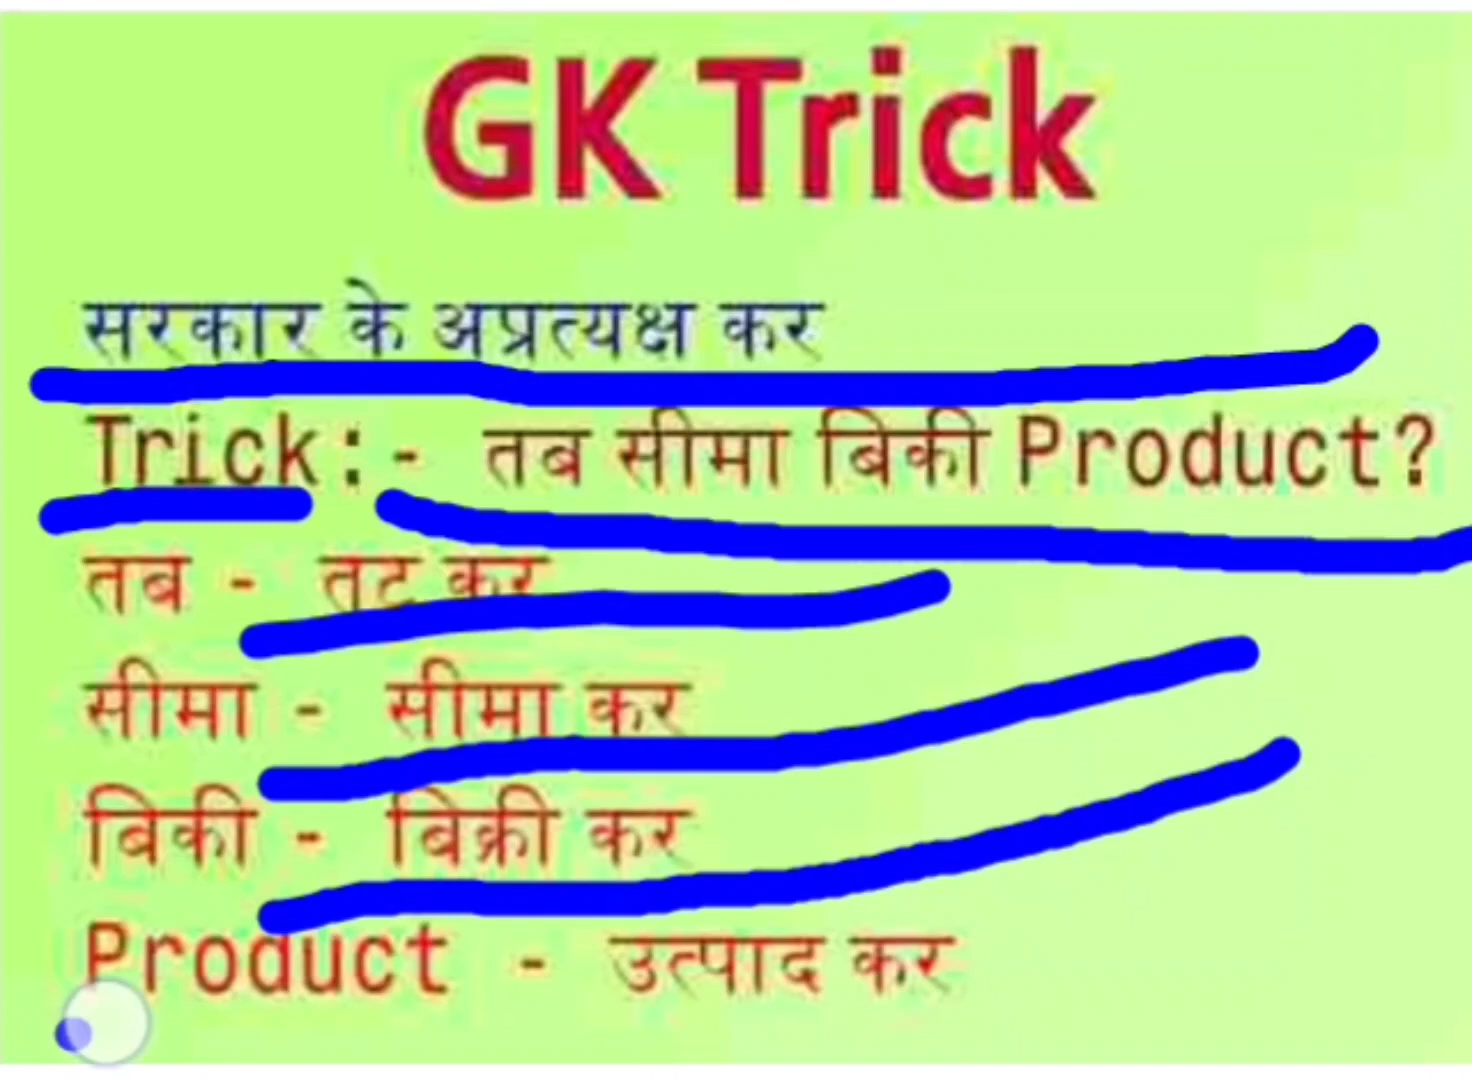 GK Trick
सरकार के अप्रत्यक्ष कर
Trick:- तब सीमा बिकी Product?
तब - तट कर
सीमा - सीमा कर
बिकी - बिक्री कर
Product - उत्पाद कर